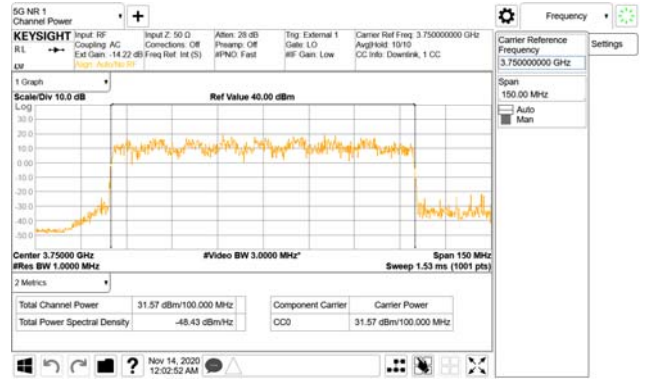 5G NR 1
Channel Power
Frequency
KEYSIGHT Input: RF
Coupling: AC
Ext Gain: -14.22 dB
Align: Auto/No RF
Input Z: 50 Ω
Corrections: Off
Freq Ref: Int (S)
Atten: 28 dB
Preamp: Off
#PNO: Fast
Trig: External 1
Gate: LO
#IF Gain: Low
Carrier Ref Freq: 3.750000000 GHz
Avg|Hold: 10/10
CC Info: Downlink, 1 CC
RL
Carrier Reference
Frequency
3.750000000 GHz
Settings
Span
150.00 MHz
Auto
Man
1 Graph
Scale/Div 10.0 dB
Ref Value 40.00 dBm
Log
30.0
20.0
10.0
0.00
-10.0
-20.0
-30.0
-40.0
-50.0
Center 3.75000 GHz
#Video BW 3.0000 MHz*
Span 150 MHz
#Res BW 1.0000 MHz
Sweep 1.53 ms (1001 pts)
2 Metrics
Total Channel Power 31.57 dBm/100.000 MHz
Total Power Spectral Density -48.43 dBm/Hz
Component Carrier Carrier Power
CC0 31.57 dBm/100.000 MHz
?
Nov 14, 2020
12:02:52 AM